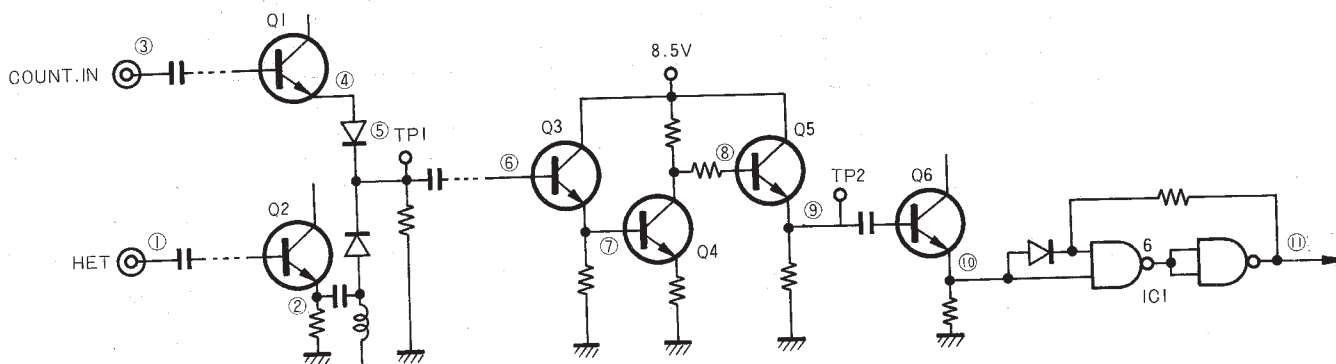 Q1
③
COUNT.IN
④
⑤
TP1
Q2
①
HET
②
8.5V
Q3
⑥
⑦
Q4
⑧
Q5
TP2
⑨
Q6
⑩
6
IC1
⑪